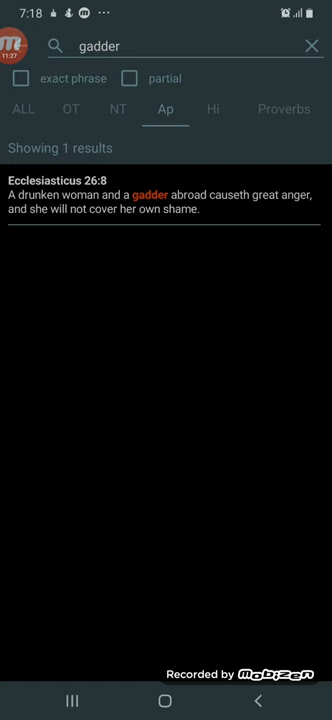 7:18
11:27
gadder
exact phrase partial
ALL OT NT Ap Hi Proverbs
Showing 1 results
Ecclesiasticus 26:8
A drunken woman and a gadder abroad causeth great anger,
and she will not cover her own shame.
Recorded by MOBIZEN